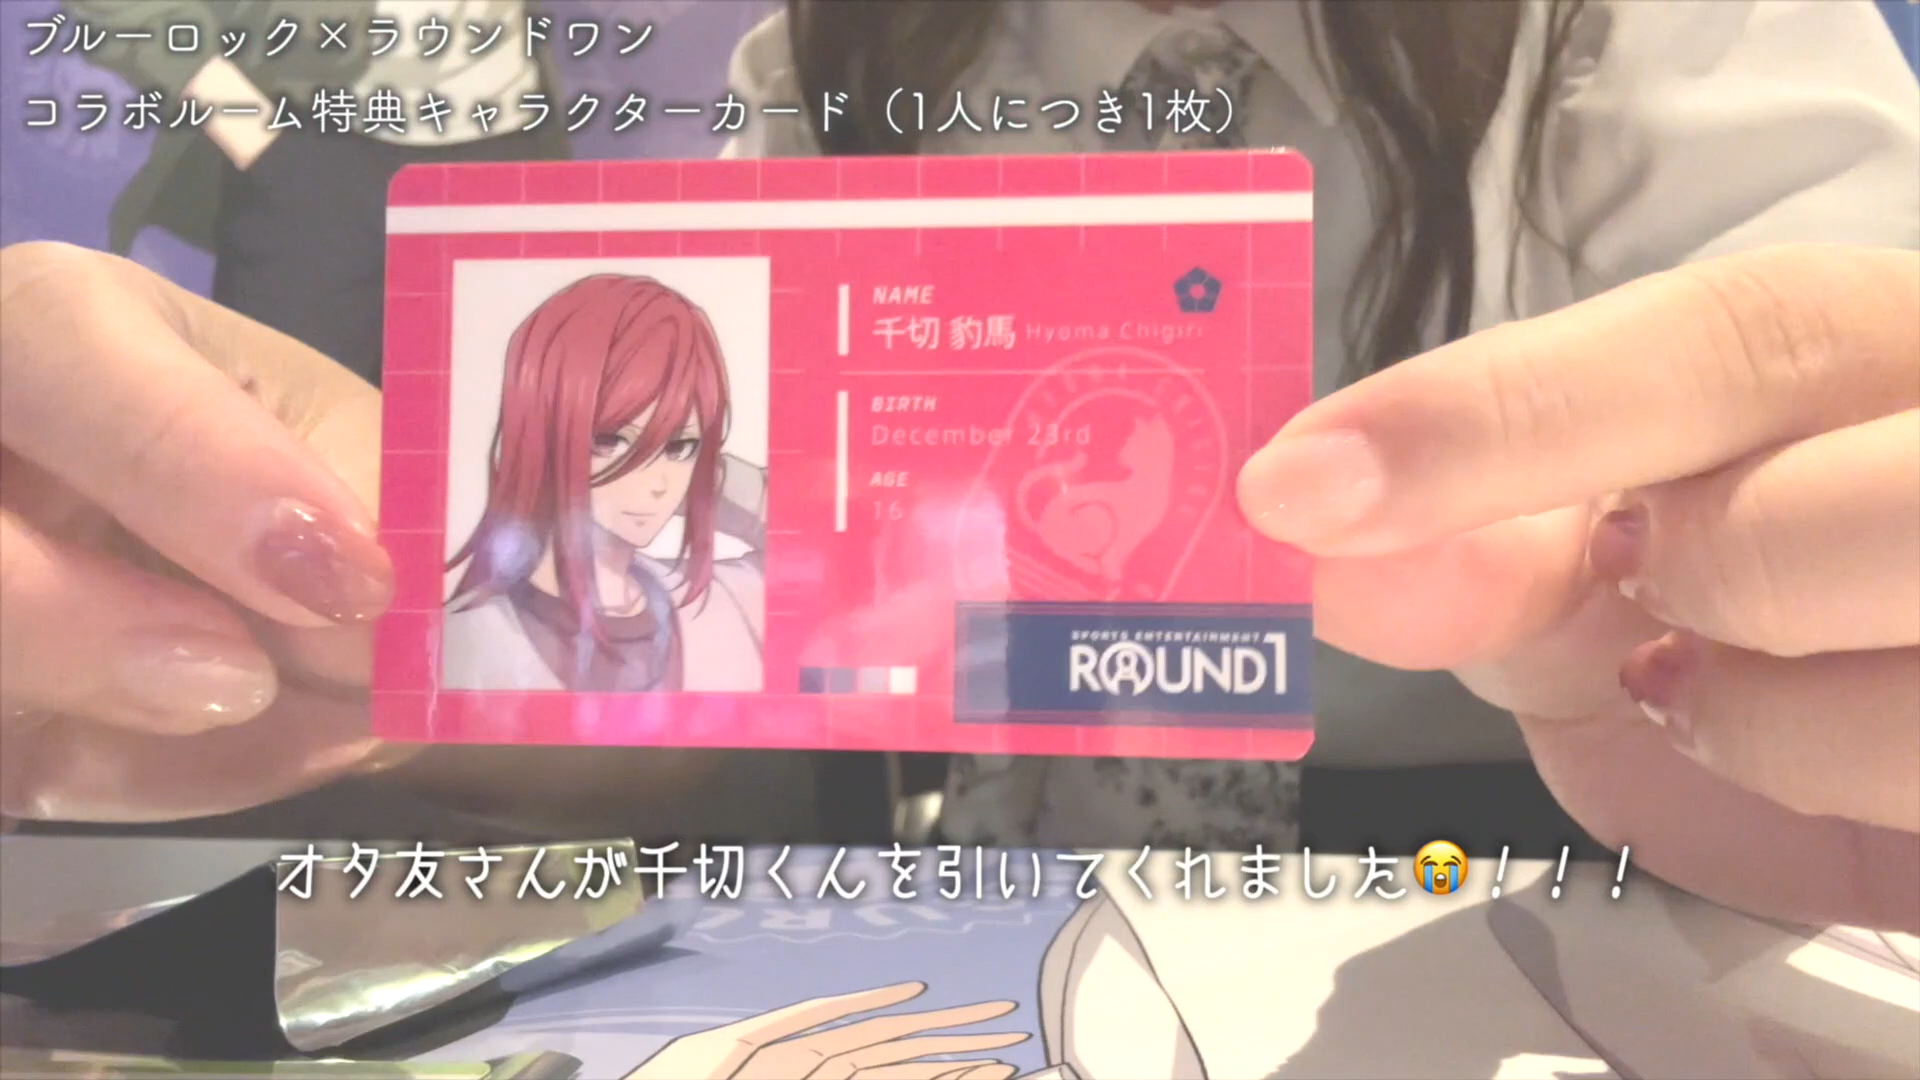 ブルーロック×ラウンドワン
コラボルーム特典キャラクターカード（1人につき1枚）
NAME
千切 豹馬 Hyoma Chigiri
BIRTH
December 23rd
AGE
16
SPORTS ENTERTAINMENT
ROUND1
オタ友さんが千切くんを引いてくれました😭！！！